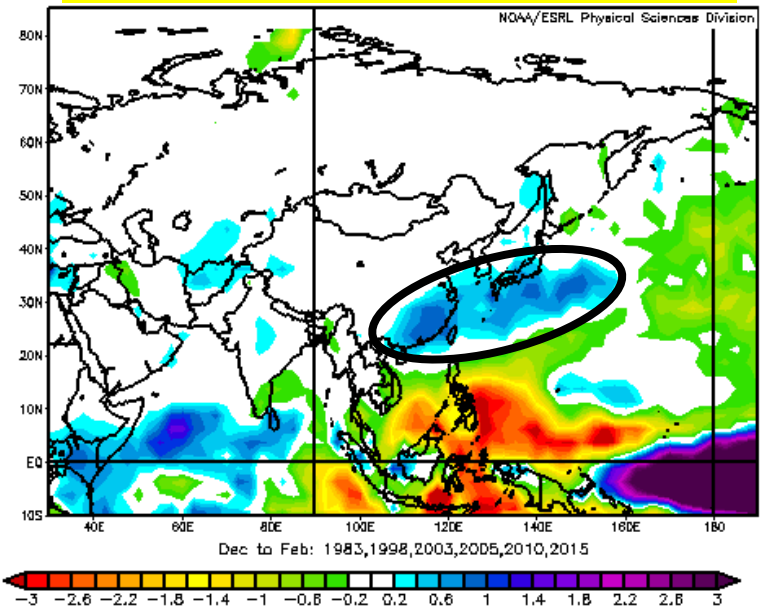 NOAA/ESRL Physical Sciences Division
80N
70N
60N
50N
40N
30N
20N
10N
EQ
10S
40E 60E 80E 100E 120E 140E 160E 180
Dec to Feb: 1983,1998,2003,2005,2010,2015
-3 -2.6 -2.2 -1.8 -1.4 -1 -0.6 -0.2 0.2 0.6 1 1.4 1.8 2.2 2.6 3